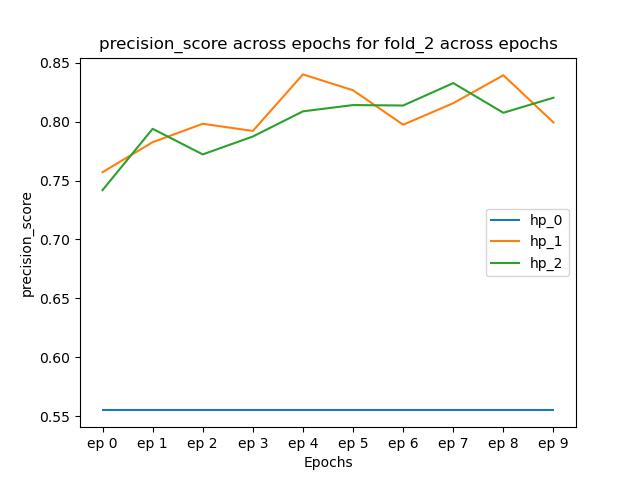 precision_score across epochs for fold_2 across epochs
precision_score
0.85
0.80
0.75
0.70
0.65
0.60
0.55
hp_0
hp_1
hp_2
ep 0 ep 1 ep 2 ep 3 ep 4 ep 5 ep 6 ep 7 ep 8 ep 9
Epochs